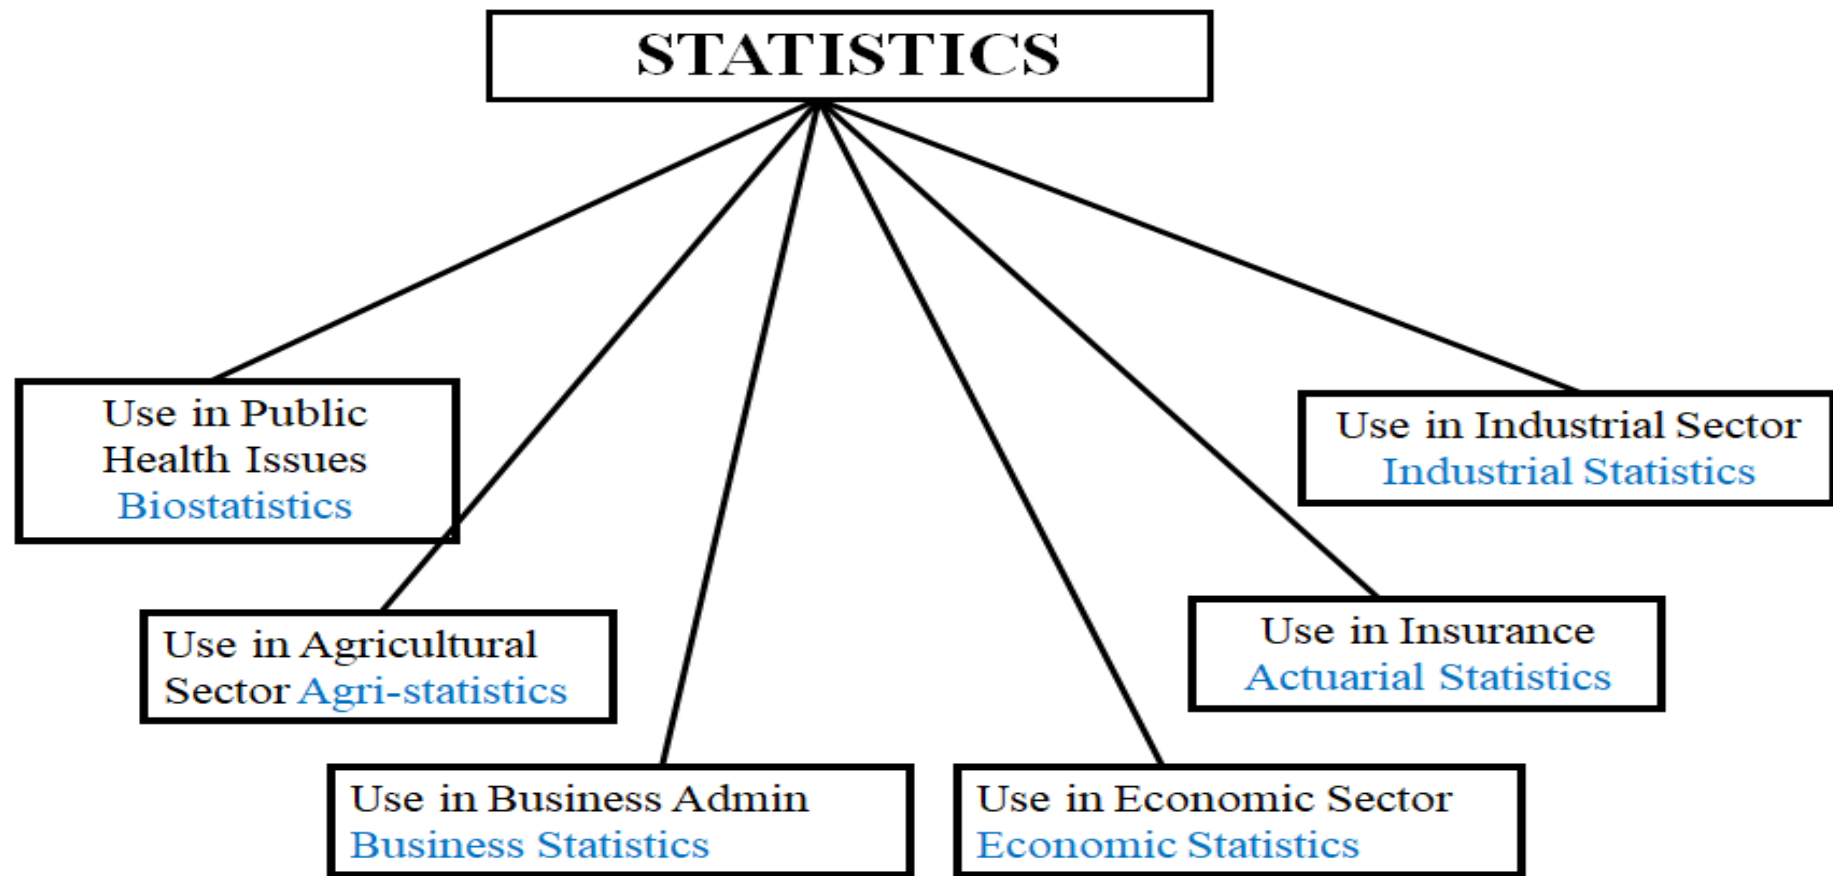 STATISTICS
Use in Public
Health Issues
Biostatistics
Use in Agricultural
Sector Agri-statistics
Use in Business Admin
Business Statistics
Use in Economic Sector
Economic Statistics
Use in Insurance
Actuarial Statistics
Use in Industrial Sector
Industrial Statistics